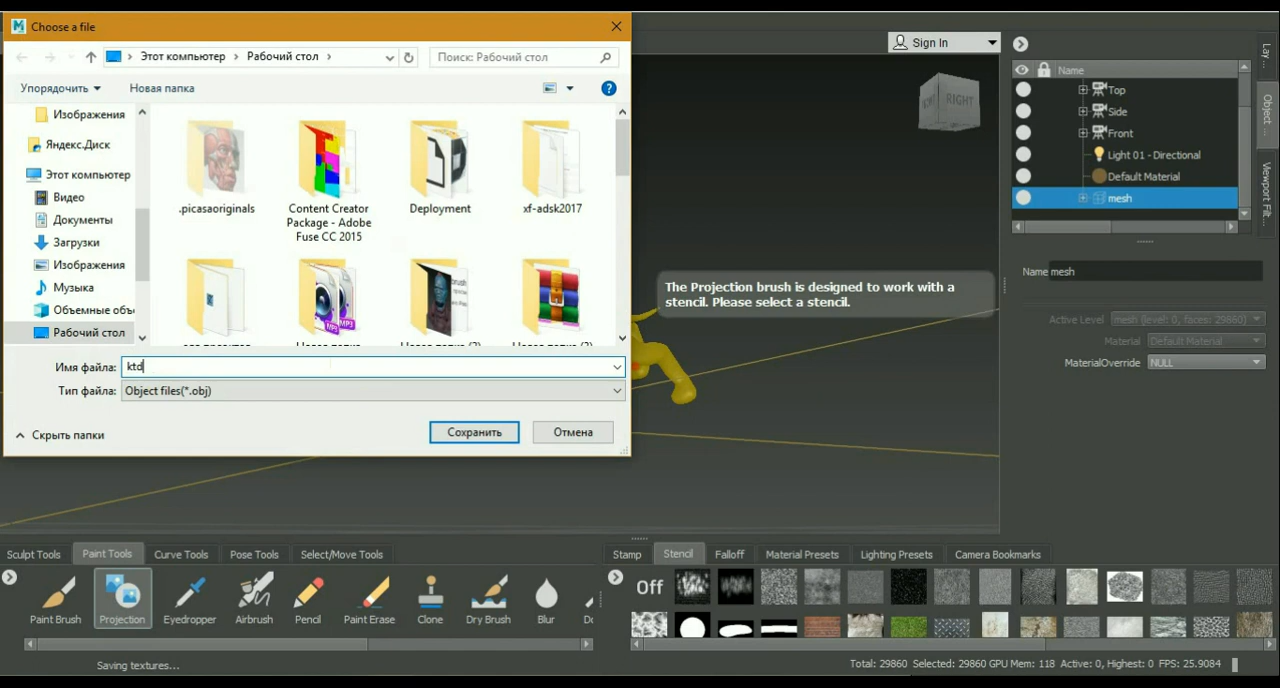 Choose a file
Этот компьютер
Рабочий стол
Поиск: Рабочий стол
Упорядочить
Новая папка
Изображения
Яндекс.Диск
Этот компьютер
Видео
Документы
Загрузки
Изображения
Музыка
Объемные объ
Рабочий стол
.picasaoriginals
Content Creator
Package - Adobe
Fuse CC 2015
Deployment
xf-adsk2017
Имя файла:
ktd
Тип файла:
Object files(*.obj)
Скрыть папки
Сохранить
Отмена
Sign In
RIGHT
The Projection brush is designed to work with a
stencil. Please select a stencil.
Name
Top
Side
Front
Light 01 - Directional
Default Material
mesh
Name mesh
Active Level
mesh (level: 0, faces: 29860)
Material
Default Material
MaterialOverride
NULL
Lay...
Object ...
Viewport Filt...
Sculpt Tools
Paint Tools
Curve Tools
Pose Tools
Select/Move Tools
Paint Brush
Projection
Eyedropper
Airbrush
Pencil
Paint Erase
Clone
Dry Brush
Blur
Stamp
Stencil
Falloff
Material Presets
Lighting Presets
Camera Bookmarks
Off
Saving textures...
Total: 29860 Selected: 29860 GPU Mem: 118 Active: 0, Highest: 0 FPS: 25.9084